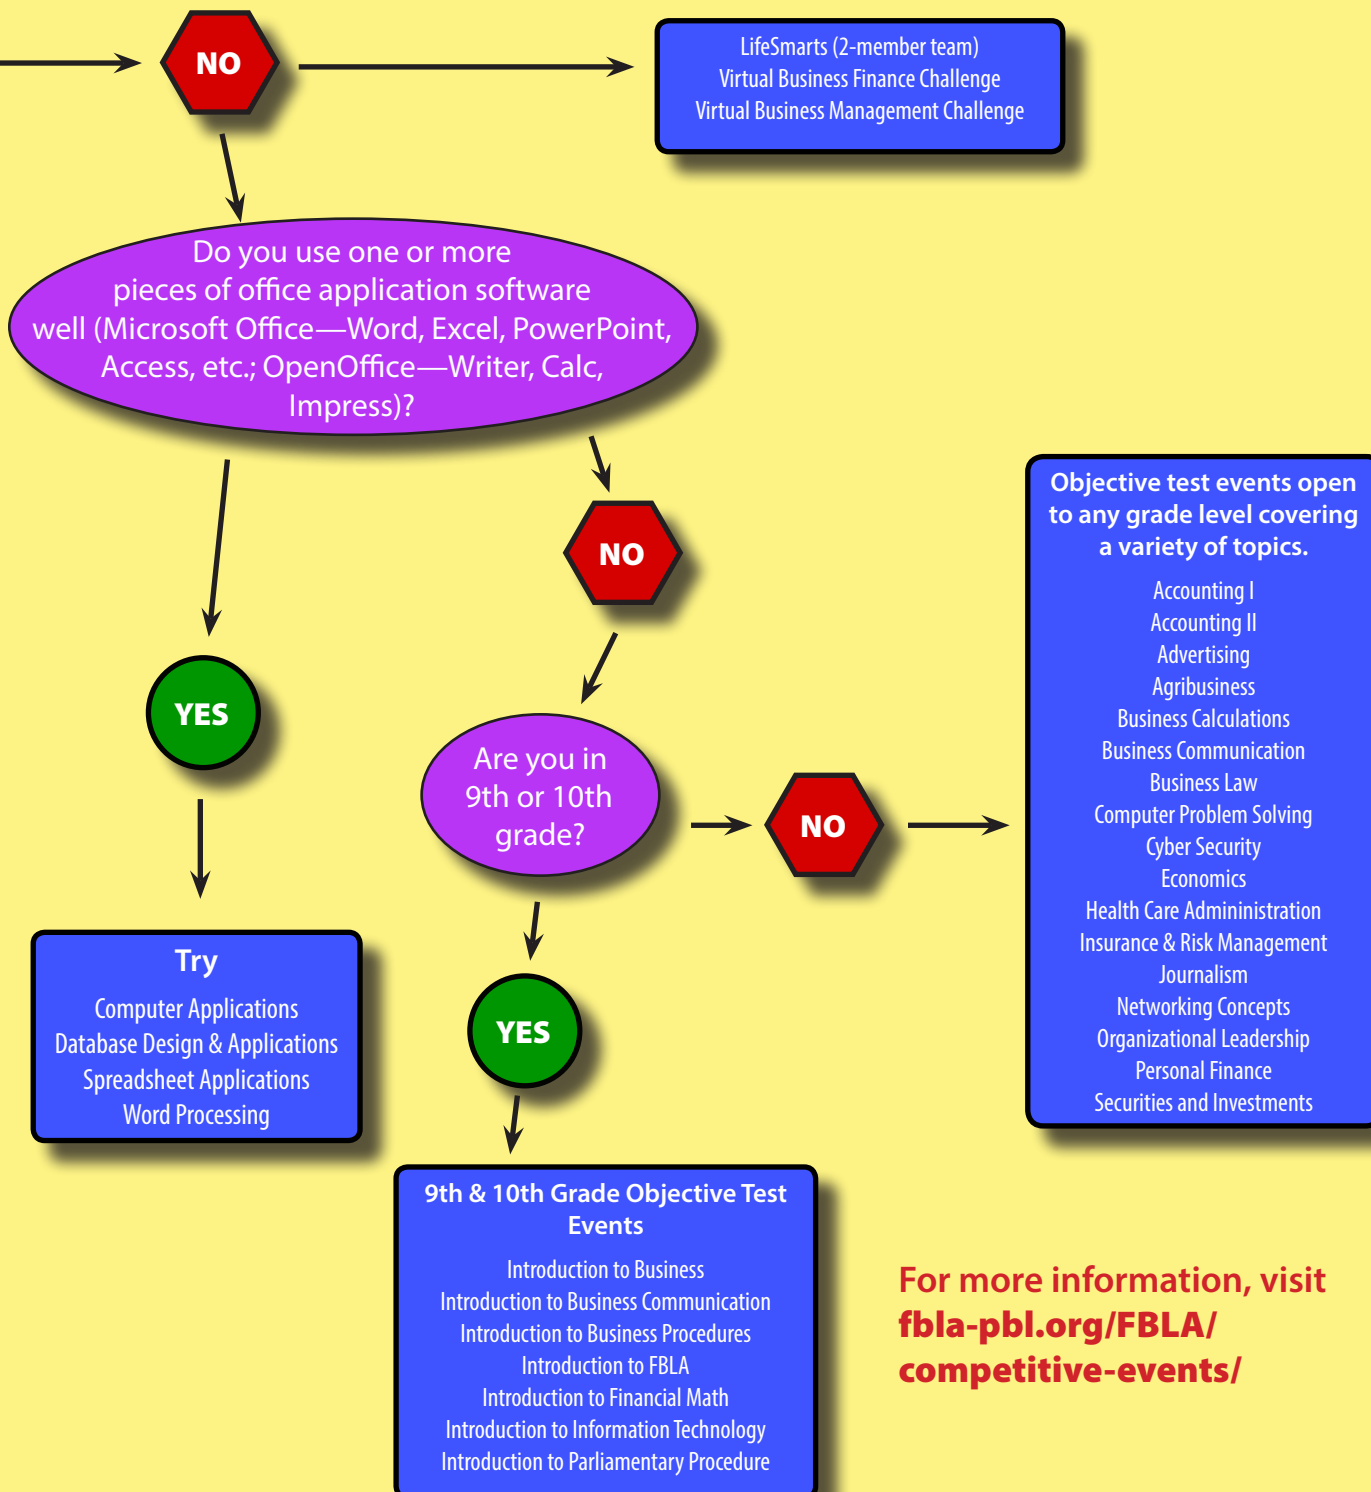 NO
LifeSmarts (2-member team)
Virtual Business Finance Challenge
Virtual Business Management Challenge
Do you use one or more
pieces of office application software
well (Microsoft Office—Word, Excel, PowerPoint,
Access, etc.; OpenOffice—Writer, Calc,
Impress)?
NO
YES
Are you in
9th or 10th
grade?
NO
Objective test events open
to any grade level covering
a variety of topics.
Accounting I
Accounting II
Advertising
Agribusiness
Business Calculations
Business Communication
Business Law
Computer Problem Solving
Cyber Security
Economics
Health Care Admininistration
Insurance & Risk Management
Journalism
Networking Concepts
Organizational Leadership
Personal Finance
Securities and Investments
Try
Computer Applications
Database Design & Applications
Spreadsheet Applications
Word Processing
YES
9th & 10th Grade Objective Test
Events
Introduction to Business
Introduction to Business Communication
Introduction to Business Procedures
Introduction to FBLA
Introduction to Financial Math
Introduction to Information Technology
Introduction to Parliamentary Procedure
For more information, visit
fbla-pbl.org/FBLA/
competitive-events/